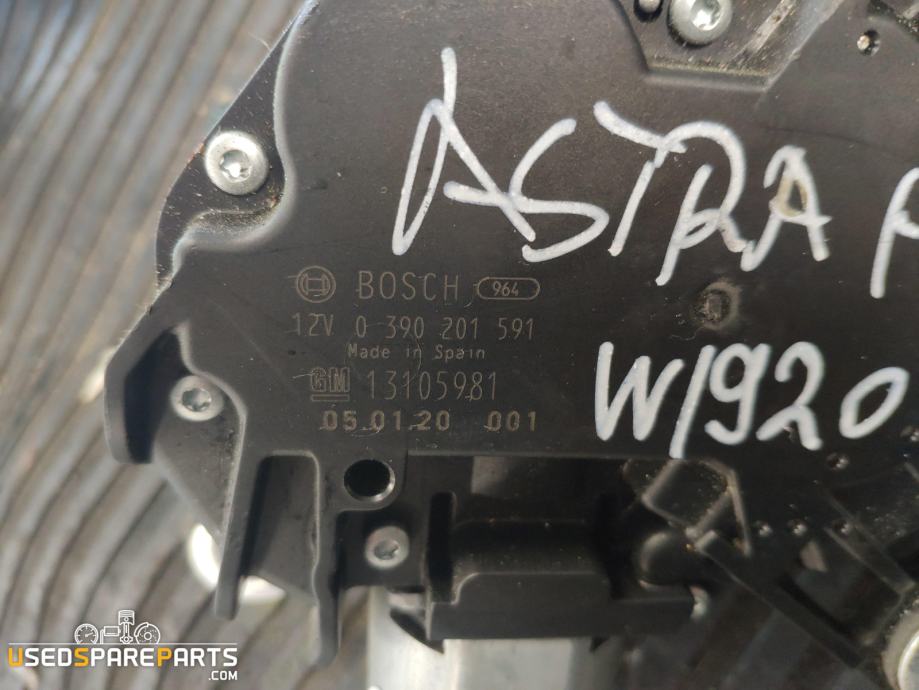 ASTRA
BOSCH 964
12V 0 390 201 591
Made in Spain
GM 13105981
05.01.20 001
W1920
USEDSPAREPARTS
.COM